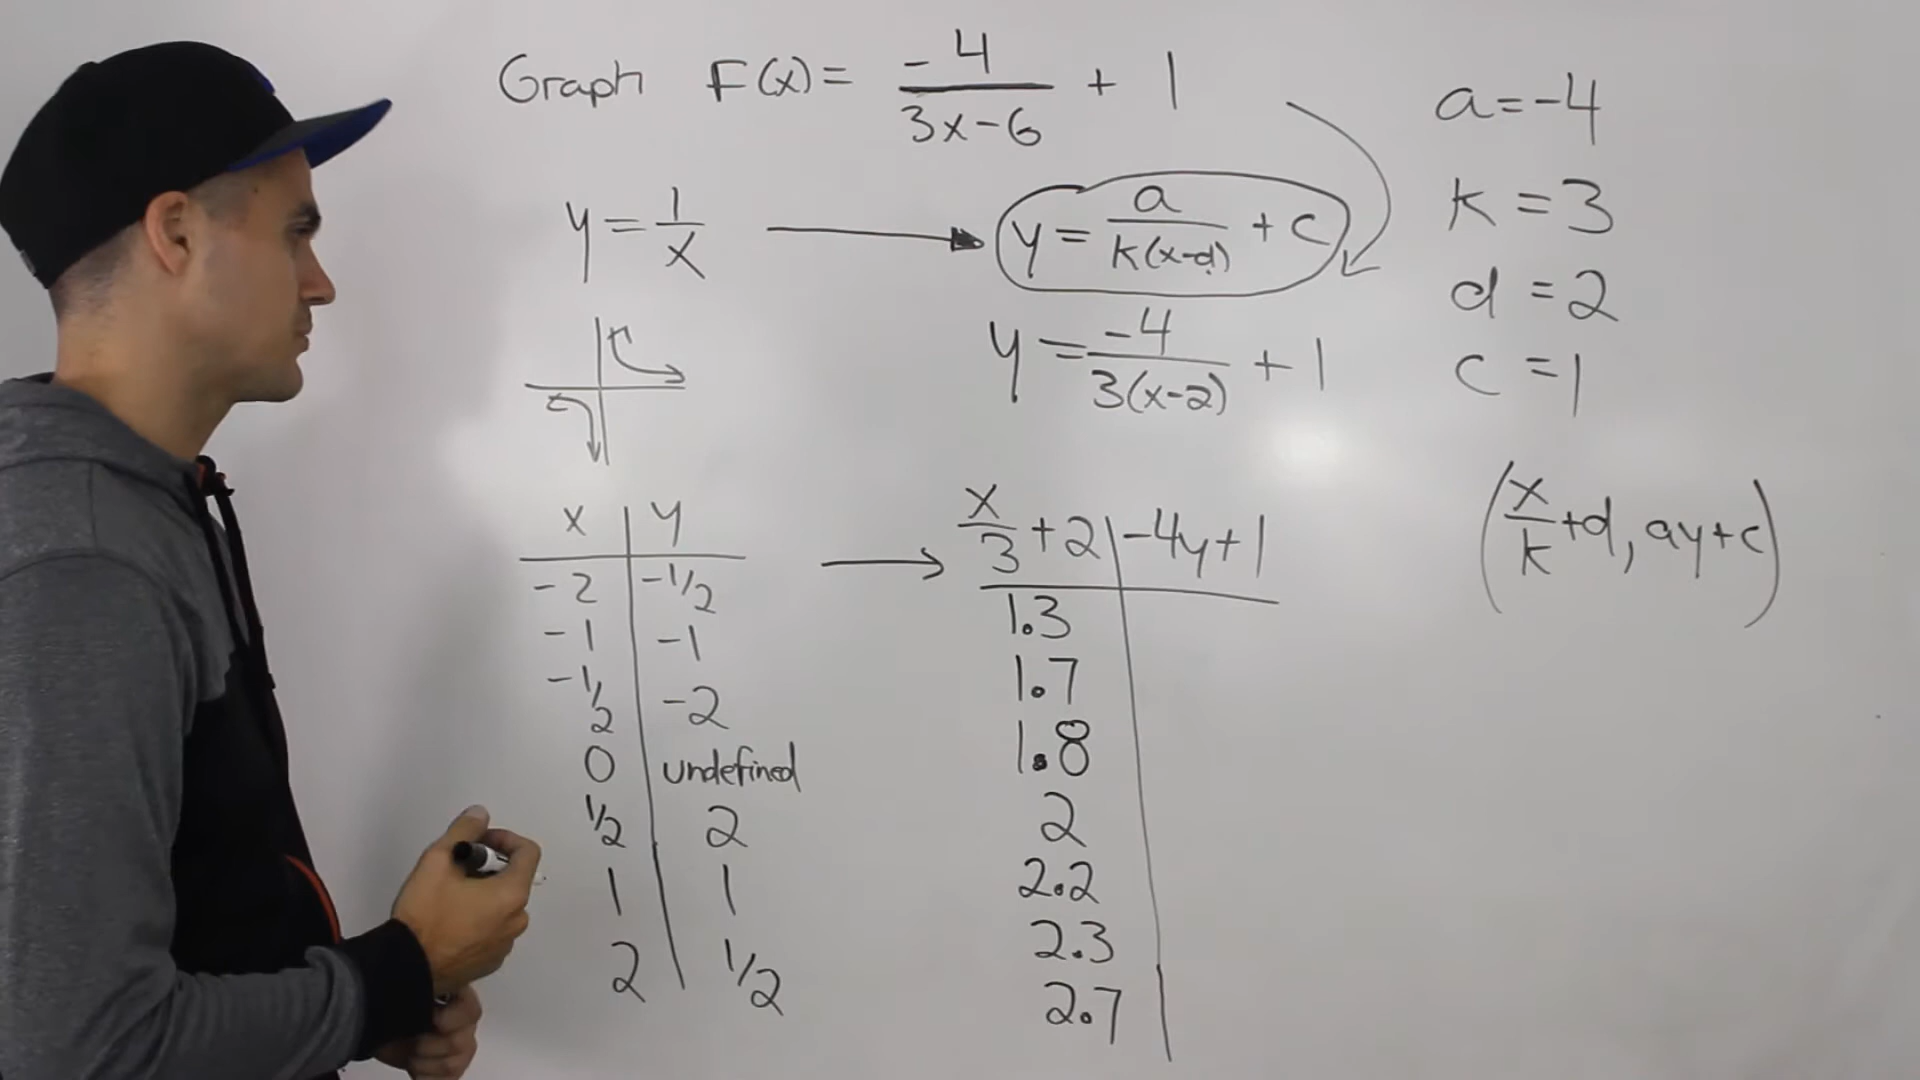 Graph F(x) = -4/(3x-6) + 1
y = 1/x
y = a/(k(x-d)) + c
y = -4/(3(x-2)) + 1
a = -4
k = 3
d = 2
c = 1
(x/k + d, ay + c)
x | y
-2 | -1/2
-1 | -1
-1/2 | -2
0 | undefined
1/2 | 2
1 | 1
2 | 1/2
x/3 + 2 | -4y + 1
1.3
1.7
1.8
2
2.2
2.3
2.7